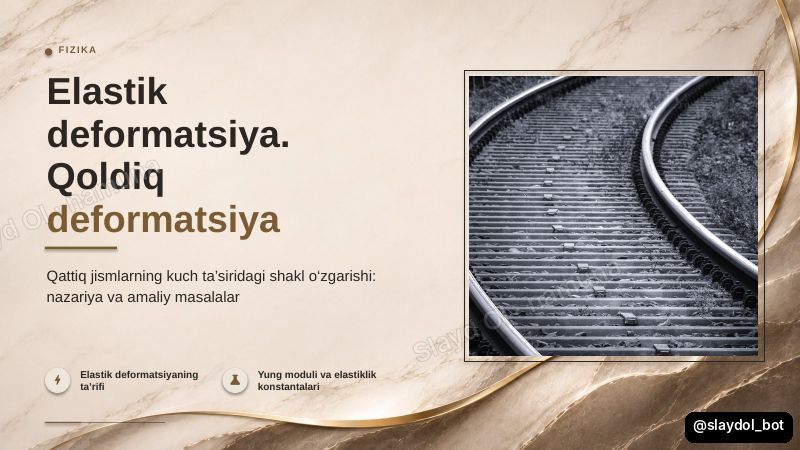 FIZIKA
Elastik
deformatsiya.
Qoldiq
deformatsiya
Qattiq jismlarning kuch ta'siridagi shakl o‘zgarishi:
nazariya va amaliy masalalar
Elastik deformatsiyaning
ta'rifi
Yung moduli va elastiklik
konstantalari
@slaydol_bot